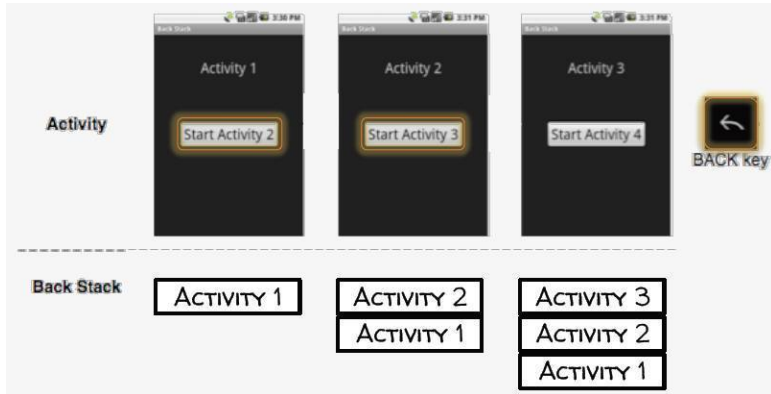 3:30 PM
Back Stack
Activity 1
Start Activity 2
3:31 PM
Back Stack
Activity 2
Start Activity 3
3:31 PM
Back Stack
Activity 3
Start Activity 4
Activity
BACK key
Back Stack
ACTIVITY 1
ACTIVITY 2
ACTIVITY 1
ACTIVITY 3
ACTIVITY 2
ACTIVITY 1